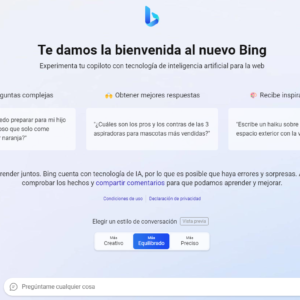 Te damos la bienvenida al nuevo Bing
Experimenta tu copiloto con tecnología de inteligencia artificial para la web
guntas complejas
Obtener mejores respuestas
Recibe inspira
edo preparar para mi hijo
oso que solo come
naranja?"
"¿Cuáles son los pros y los contras de las 3
aspiradoras para mascotas más vendidas?"
"Escribe un haiku sobre
espacio exterior con la v
render juntos. Bing cuenta con tecnología de IA, por lo que es posible que haya errores y sorpresas.
comprobar los hechos y compartir comentarios para que podamos aprender y mejorar.
Condiciones de uso Declaración de privacidad
Elegir un estilo de conversación Vista previa
Más Creativo
Más Equilibrado
Más Preciso
Pregúntame cualquier cosa